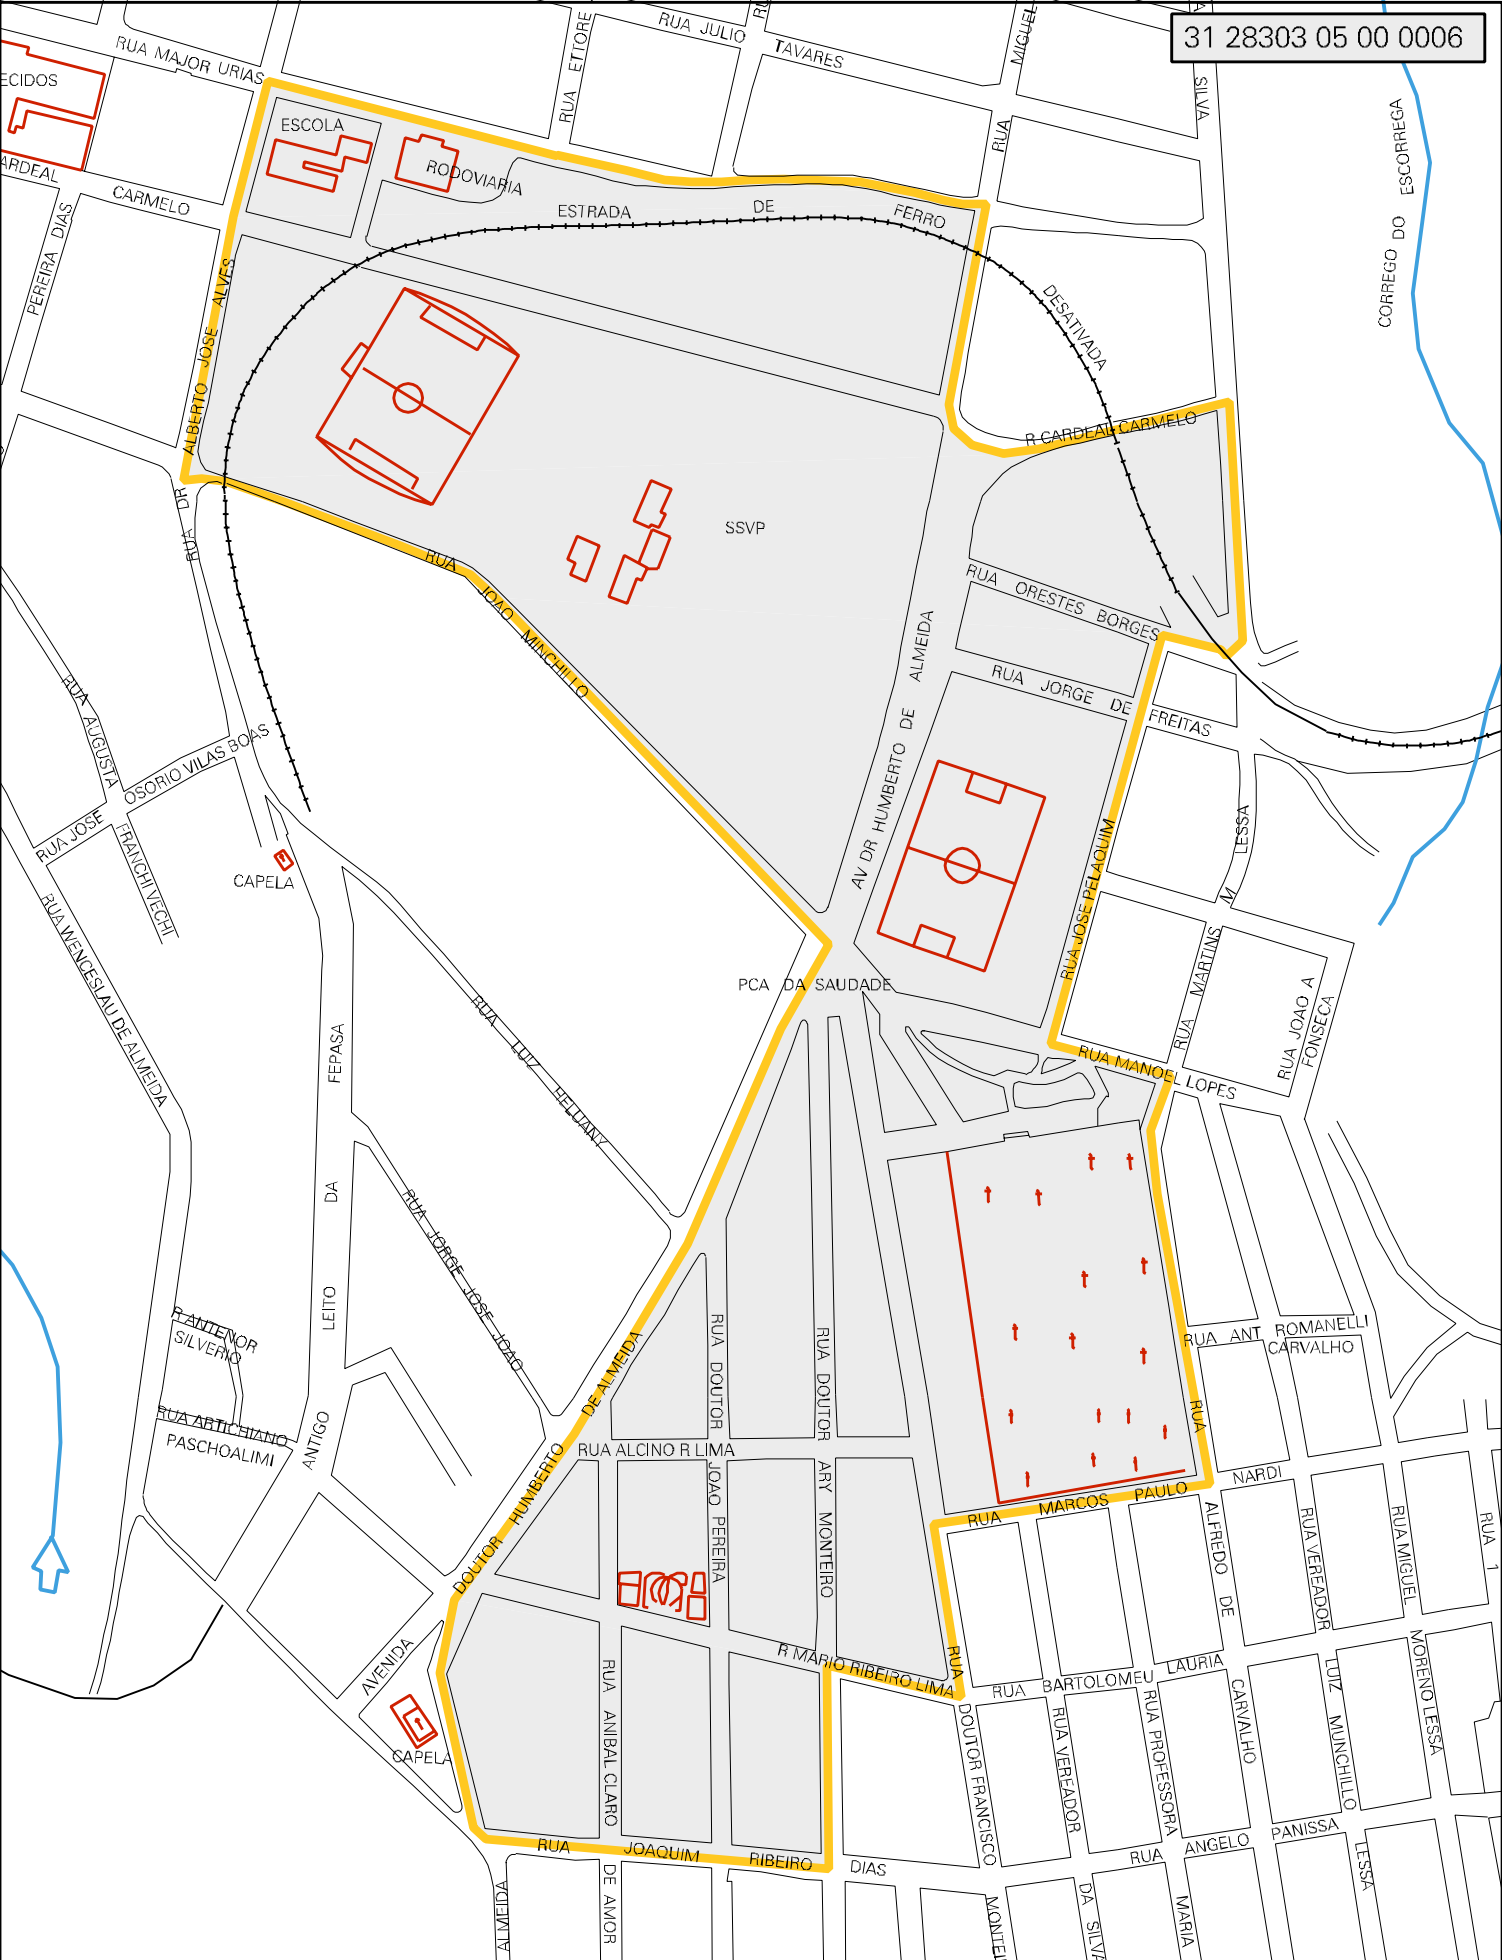 31 28303 05 00 0006
RUA JULIO TAVARES
RUA ETTORE
MIGUEL
RUA
SILVA
RUA MAJOR URIAS
ECIDOS
ESCOLA
RODOVIARIA
ARDEAL
CARMELO
PEREIRA DIAS
ESTRADA DE FERRO
DESATIVADA
CORREGO DO ESCORREGA
ALBERTO JOSE ALVES
RUA DR
R CARDEAL CARMELO
SSVP
RUA JOAO MINCHILLO
RUA ORESTES BORGES
RUA JORGE DE FREITAS
AV DR HUMBERTO DE ALMEIDA
RUA AUGUSTA
FRANCHI VECHI
RUA JOSE OSORIO VILAS BOAS
CAPELA
RUA WENCESLAU DE ALMEIDA
RUA JOSE PELAQUIM
LESSA
M
RUA MARTINS
RUA JOAO A
FONSECA
PCA DA SAUDADE
RUA LUIZ HELUANY
RUA MANOEL LOPES
ANTIGO LEITO DA FEPASA
RUA JORGE JOSE JOAO
R ANTENOR
SILVERIO
RUA ARTICHIANO
PASCHOALIMI
RUA ANT ROMANELLI
CARVALHO
RUA DOUTOR
JOAO PEREIRA
RUA DOUTOR
ARY MONTEIRO
RUA ALCINO R LIMA
AVENIDA
DOUTOR HUMBERTO DE ALMEIDA
RUA MARCOS PAULO NARDI
RUA
ALFREDO DE
CARVALHO
RUA VEREADOR
LUIZ MUNCHILLO
LESSA
RUA MIGUEL
MORENO LESSA
RUA 1
R MARIO RIBEIRO LIMA
RUA
DOUTOR FRANCISCO
RUA BARTOLOMEU LAURIA
RUA VEREADOR
DA SILVA
RUA PROFESSORA
MARIA
RUA ANIBAL CLARO
DE AMOR
CAPELA
RUA JOAQUIM RIBEIRO DIAS
RUA ANGELO PANISSA
ALMEIDA